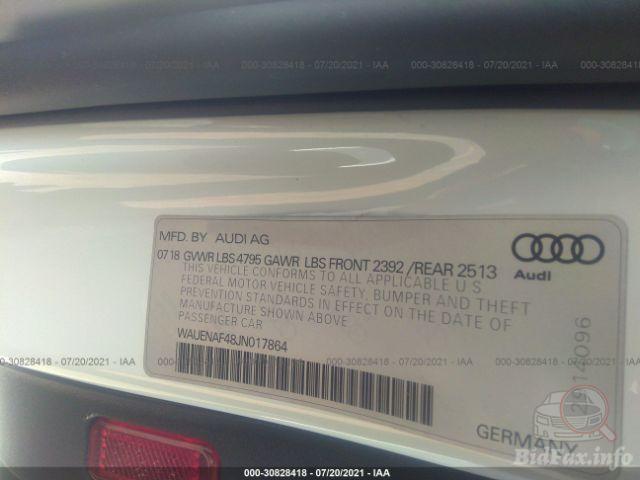 000-30828418 - 07/20/2021 - IAA
000-30828418 - 07/20/2021 - IAA
000-30828418 - 07/20/2021 - IAA
MFD. BY AUDI AG
0718 GVWR LBS 4795 GAWR LBS FRONT 2392 /REAR 2513
THIS VEHICLE CONFORMS TO ALL APPLICABLE U S
FEDERAL MOTOR VEHICLE SAFETY, BUMPER AND THEFT
PREVENTION STANDARDS IN EFFECT ON THE DATE OF
MANUFACTURE SHOWN ABOVE
PASSENGER CAR
WAUENAF48JN017864
Audi
2914096
GERMANY
000-30828418 - 07/20/2021 - IAA
000-30828418 - 07/20/2021 - IAA
000-30828418 - 07/20/2021 - IAA
000-30828418 - 07/20/2021 - IAA
BidFax.info